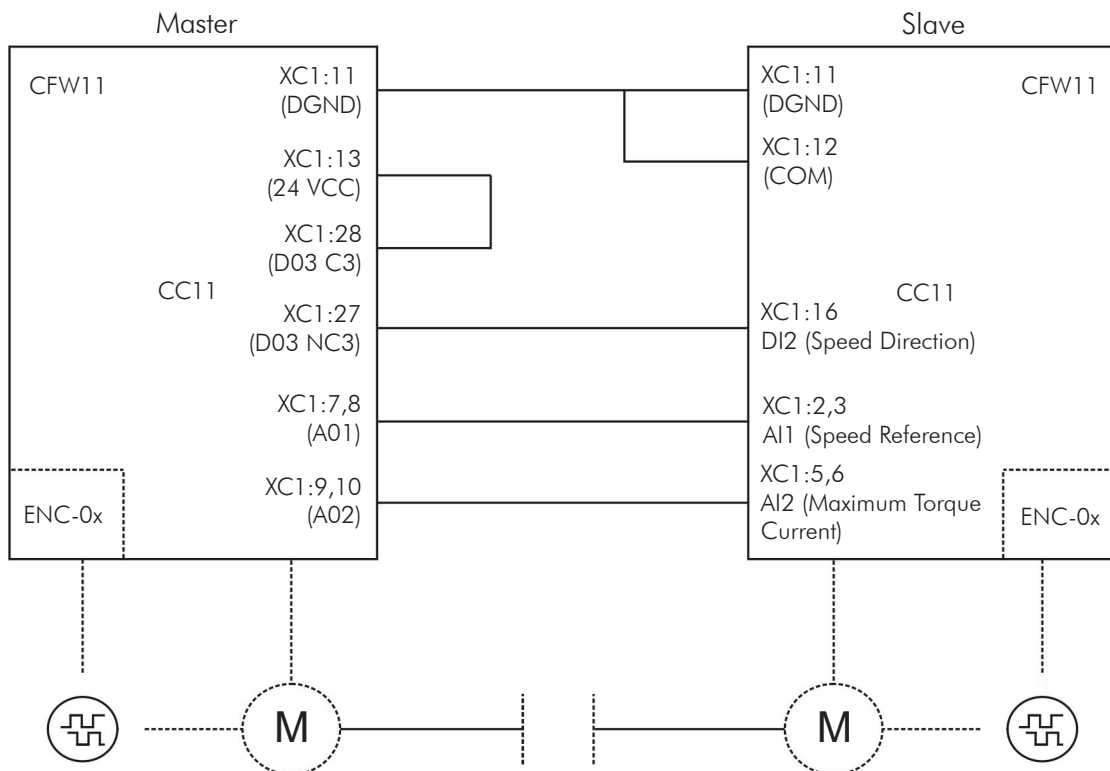 Master
CFW11
XC1:11
(DGND)
XC1:13
(24 VCC)
XC1:28
(D03 C3)
CC11
XC1:27
(D03 NC3)
XC1:7,8
(A01)
XC1:9,10
(A02)
ENC-0x
M
Slave
XC1:11
(DGND)
CFW11
XC1:12
(COM)
CC11
XC1:16
DI2 (Speed Direction)
XC1:2,3
AI1 (Speed Reference)
XC1:5,6
AI2 (Maximum Torque
Current)
ENC-0x
M